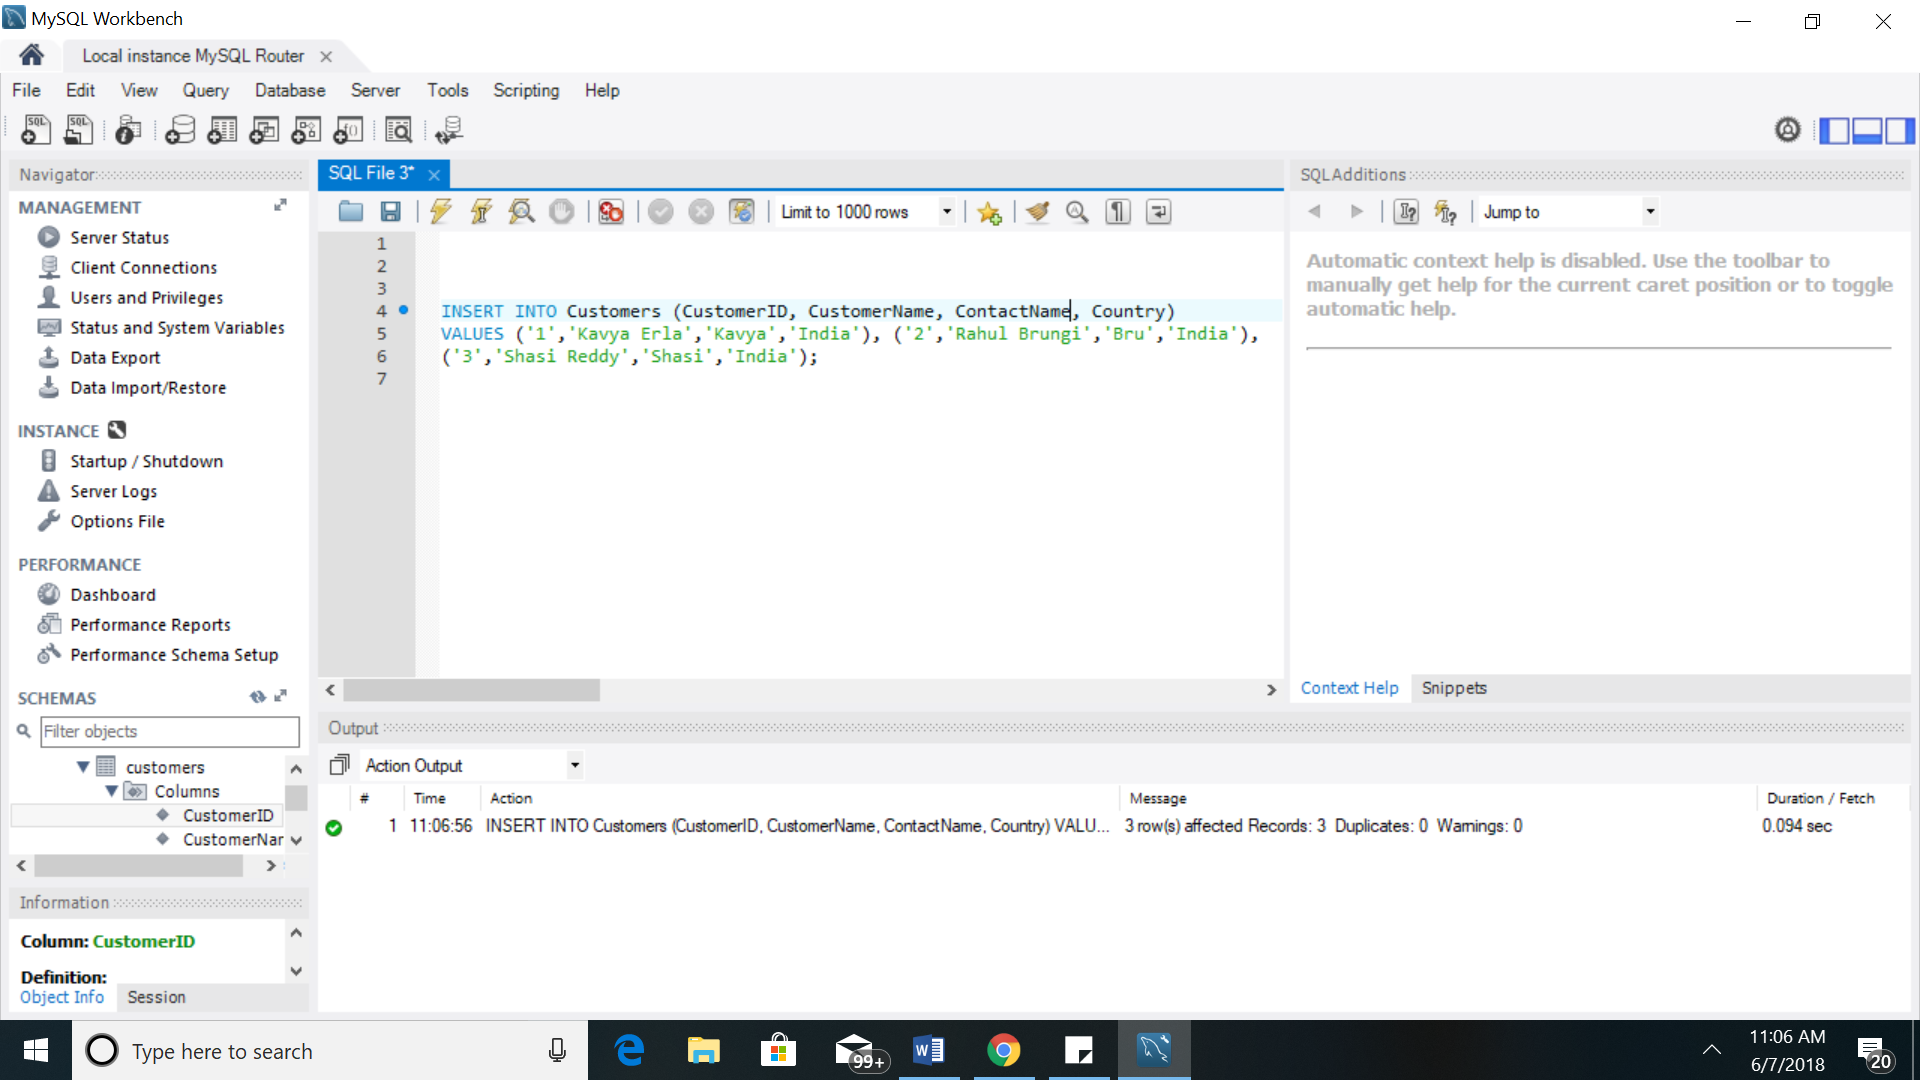 MySQL Workbench
Local instance MySQL Router
File Edit View Query Database Server Tools Scripting Help
Navigator
MANAGEMENT
Server Status
Client Connections
Users and Privileges
Status and System Variables
Data Export
Data Import/Restore
INSTANCE
Startup / Shutdown
Server Logs
Options File
PERFORMANCE
Dashboard
Performance Reports
Performance Schema Setup
SCHEMAS
Filter objects
customers
Columns
CustomerID
CustomerNar
Information
Column: CustomerID
Definition:
Object Info Session
SQL File 3*
Limit to 1000 rows
1
2
3
4 INSERT INTO Customers (CustomerID, CustomerName, ContactName, Country)
5 VALUES ('1','Kavya Erla','Kavya','India'), ('2','Rahul Brungi','Bru','India'),
6 ('3','Shasi Reddy','Shasi','India');
7
SQLAdditions
Jump to
Automatic context help is disabled. Use the toolbar to
manually get help for the current caret position or to toggle
automatic help.
Context Help Snippets
Output
Action Output
# Time Action Message Duration / Fetch
1 11:06:56 INSERT INTO Customers (CustomerID, CustomerName, ContactName, Country) VALU... 3 row(s) affected Records: 3 Duplicates: 0 Warnings: 0 0.094 sec
Type here to search
99+
11:06 AM
6/7/2018
20